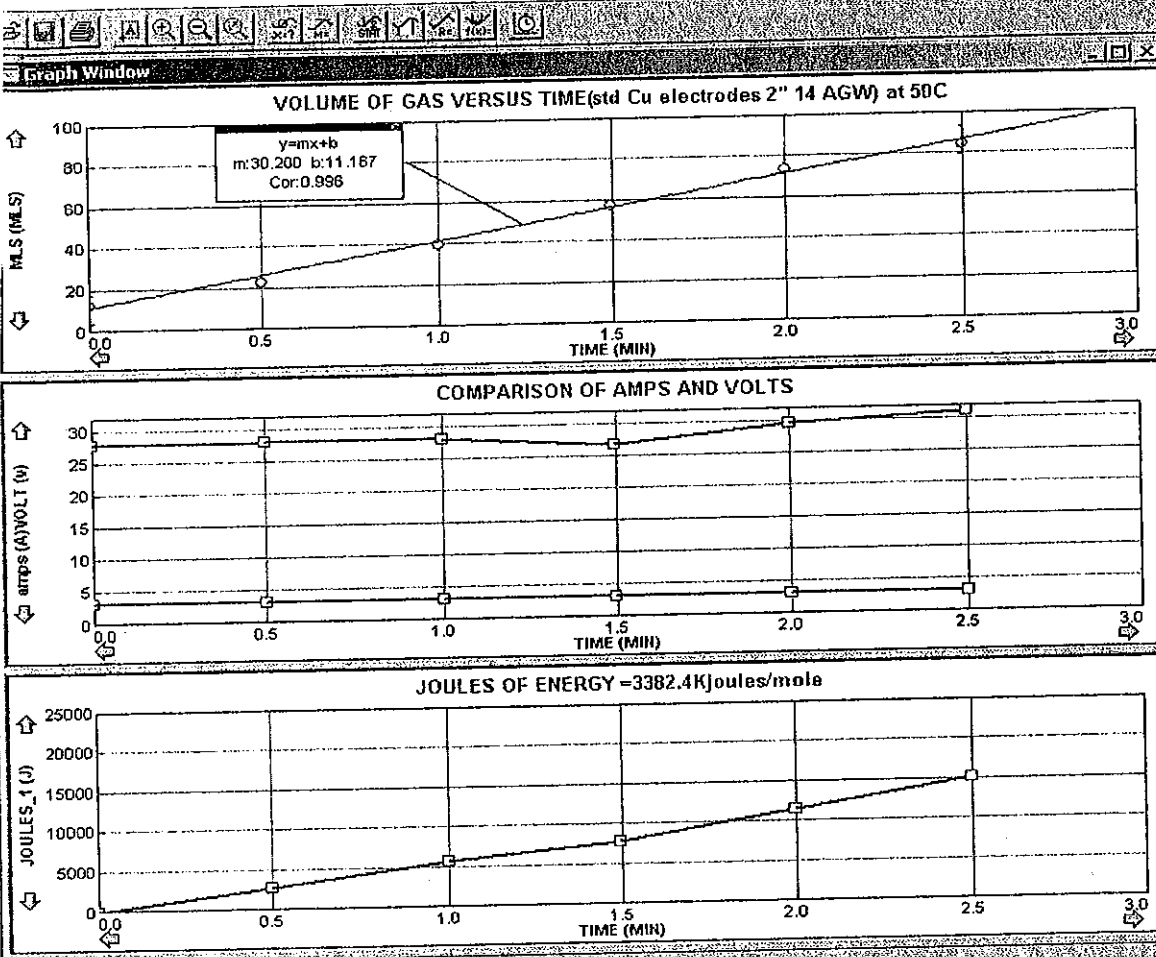 Graph Window
VOLUME OF GAS VERSUS TIME(std Cu electrodes 2" 14 AGW) at 50C
MLS (MLS)
100
80
60
40
20
0
y=mx+b
m:30.200 b:11.167
Cor:0.996
0.0 0.5 1.0 1.5 2.0 2.5 3.0
TIME (MIN)
COMPARISON OF AMPS AND VOLTS
amps (A)VOLT (v)
30
25
20
15
10
5
0
0.0 0.5 1.0 1.5 2.0 2.5 3.0
TIME (MIN)
JOULES OF ENERGY =3382.4Kjoules/mole
JOULES_1 (J)
25000
20000
15000
10000
5000
0
0.0 0.5 1.0 1.5 2.0 2.5 3.0
TIME (MIN)